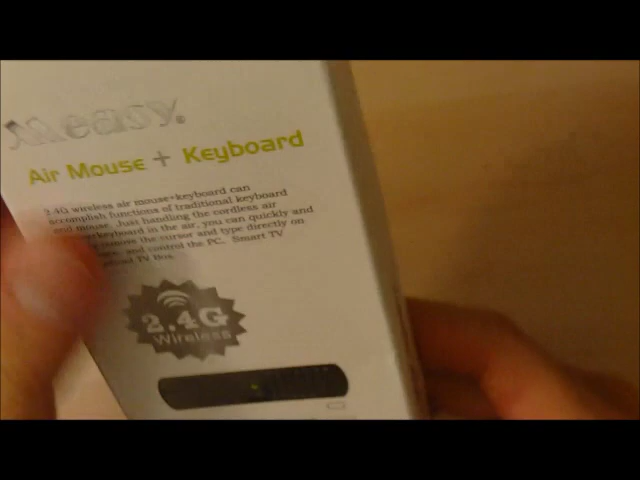 Measy®
Air Mouse + Keyboard
2.4G wireless air mouse+keyboard can
accomplish functions of traditional keyboard
and mouse. Just handling the cordless air
keyboard in the air, you can quickly and
remove the cursor and type directly on
and control the PC, Smart TV
TV Box.
2.4G
Wireless